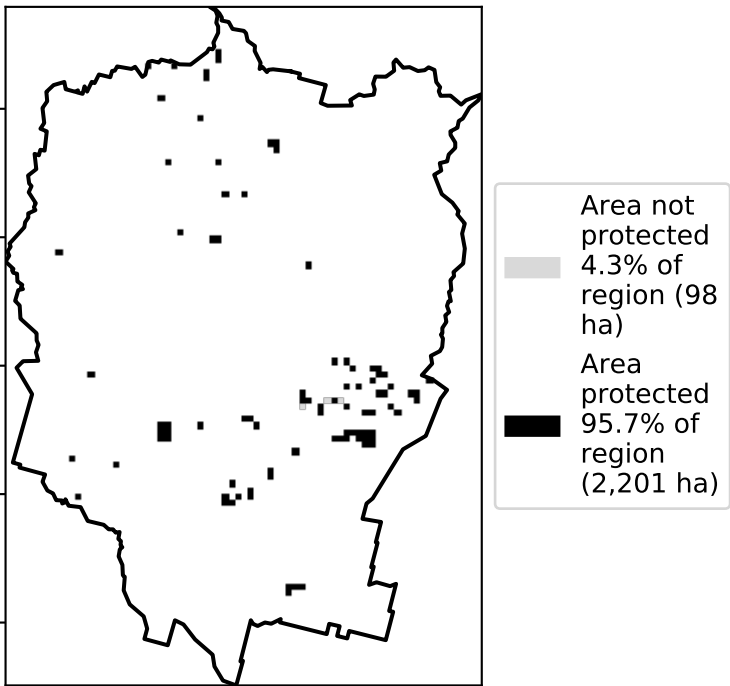 Area not
protected
4.3% of
region (98
ha)
Area
protected
95.7% of
region
(2,201 ha)